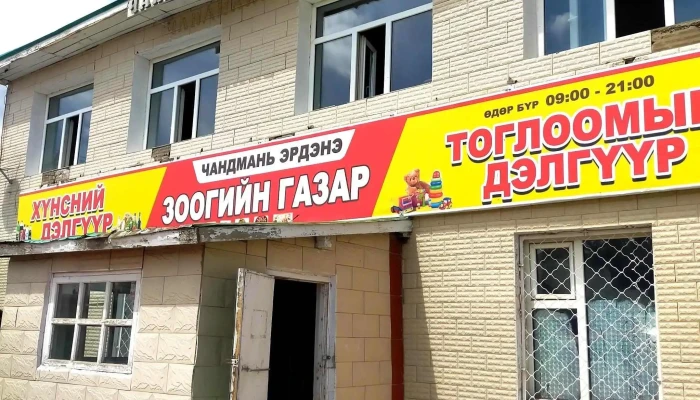 ХҮНСНИЙ
ДЭЛГҮҮР
ЧАНДМАНЬ ЭРДЭНЭ
ЗООГИЙН ГАЗАР
ӨДӨР БҮР 09:00 - 21:00
ТОГЛООМЫН
ДЭЛГҮҮР